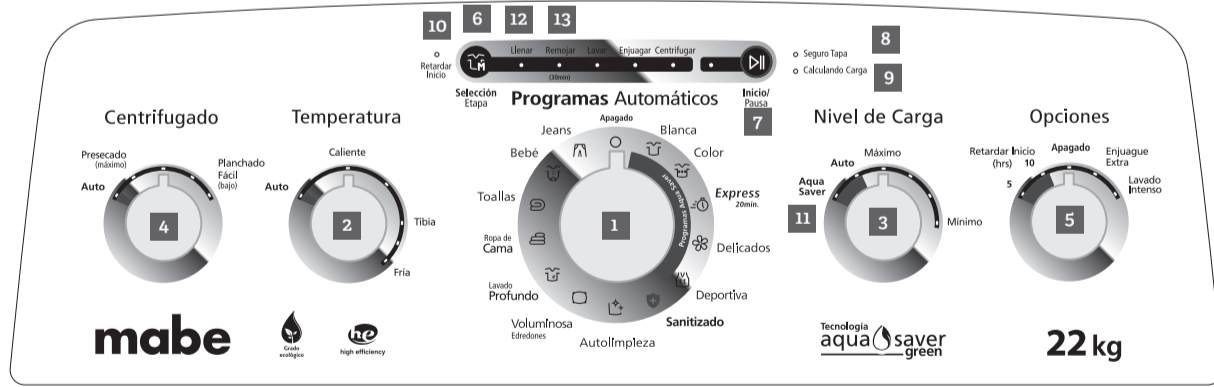 10
6
12
13
Retardar
Inicio
Llenar Remojar Lavar Enjuagar Centrifugar
(30min)
Selección
Etapa
Inicio/
Pausa
7
Seguro Tapa
8
Calculando Carga
9
Centrifugado
Presecado
(máximo)
Auto
Planchado
Fácil
(bajo)
4
Temperatura
Caliente
Auto
Tibia
Fría
2
Programas Automáticos
Apagado
Blanca
Color
Express
20min.
Delicados
Deportiva
Sanitizado
Autolimpieza
Voluminosa
Edredones
Lavado
Profundo
Ropa de
Cama
Toallas
Bebé
Jeans
Programas Aqua Saver
1
Nivel de Carga
Máximo
Auto
Aqua
Saver
11
Mínimo
3
Opciones
Apagado
Retardar Inicio 10
(hrs)
5
Enjuague
Extra
Lavado
Intenso
5
mabe
Grado
ecológico
he
high efficiency
Tecnología
aqua saver
green
22 kg
M